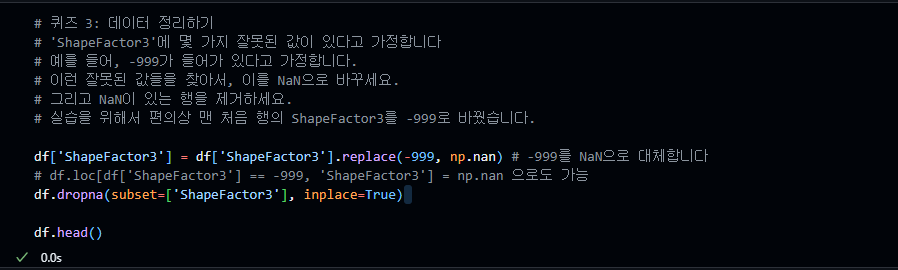 # 퀴즈 3: 데이터 정리하기
# 'ShapeFactor3'에 몇 가지 잘못된 값이 있다고 가정합니다
# 예를 들어, -999가 들어가 있다고 가정합니다.
# 이런 잘못된 값들을 찾아서, 이를 NaN으로 바꾸세요.
# 그리고 NaN이 있는 행을 제거하세요.
# 실습을 위해서 편의상 맨 처음 행의 ShapeFactor3를 -999로 바꿨습니다.
df['ShapeFactor3'] = df['ShapeFactor3'].replace(-999, np.nan) # -999를 NaN으로 대체합니다
# df.loc[df['ShapeFactor3'] == -999, 'ShapeFactor3'] = np.nan 으로도 가능
df.dropna(subset=['ShapeFactor3'], inplace=True)
df.head()
0.0s